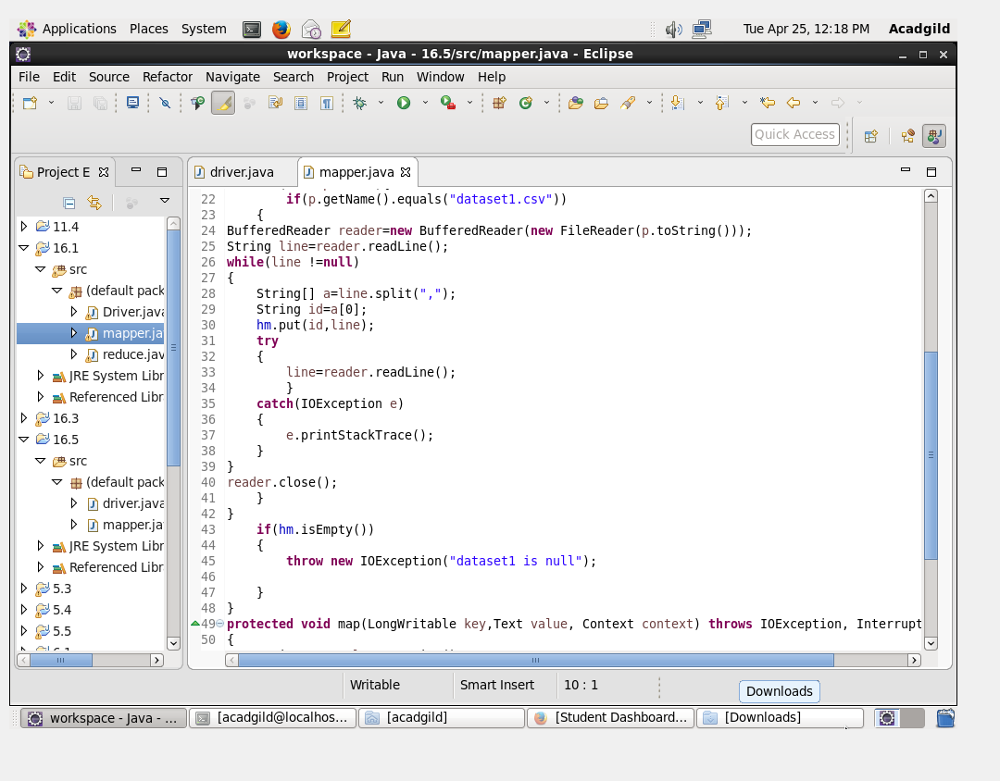 Applications Places System Tue Apr 25, 12:18 PM Acadgild
workspace - Java - 16.5/src/mapper.java - Eclipse
File Edit Source Refactor Navigate Search Project Run Window Help
Quick Access
Project E
driver.java mapper.java
11.4
16.1
src
(default pack
Driver.java
mapper.ja
reduce.jav
JRE System Libr
Referenced Libr
16.3
16.5
src
(default pack
driver.java
mapper.ja
JRE System Libr
Referenced Libr
5.3
5.4
5.5
22 if(p.getName().equals("dataset1.csv"))
23 {
24 BufferedReader reader=new BufferedReader(new FileReader(p.toString()));
25 String line=reader.readLine();
26 while(line !=null)
27 {
28 String[] a=line.split(",");
29 String id=a[0];
30 hm.put(id,line);
31 try
32 {
33 line=reader.readLine();
34 }
35 catch(IOException e)
36 {
37 e.printStackTrace();
38 }
39 }
40 reader.close();
41 }
42 }
43 if(hm.isEmpty())
44 {
45 throw new IOException("dataset1 is null");
46
47 }
48 }
49 protected void map(LongWritable key,Text value, Context context) throws IOException, Interrupt
50 {
Writable Smart Insert 10 : 1
Downloads
workspace - Java - ... [acadgild@localhos... [acadgild] [Student Dashboard... [Downloads]